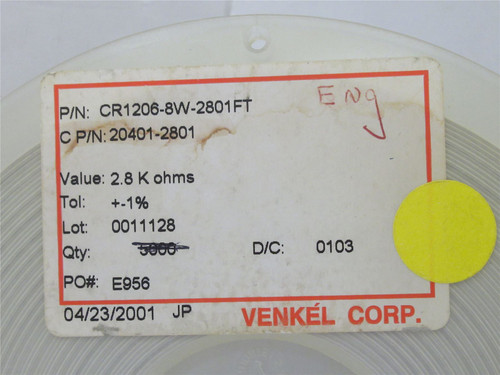 P/N: CR1206-8W-2801FT
Eng
C P/N: 20401-2801
Value: 2.8 K ohms
Tol: +-1%
Lot: 0011128
Qty: 5000 D/C: 0103
PO#: E956
04/23/2001 JP VENKÉL CORP.